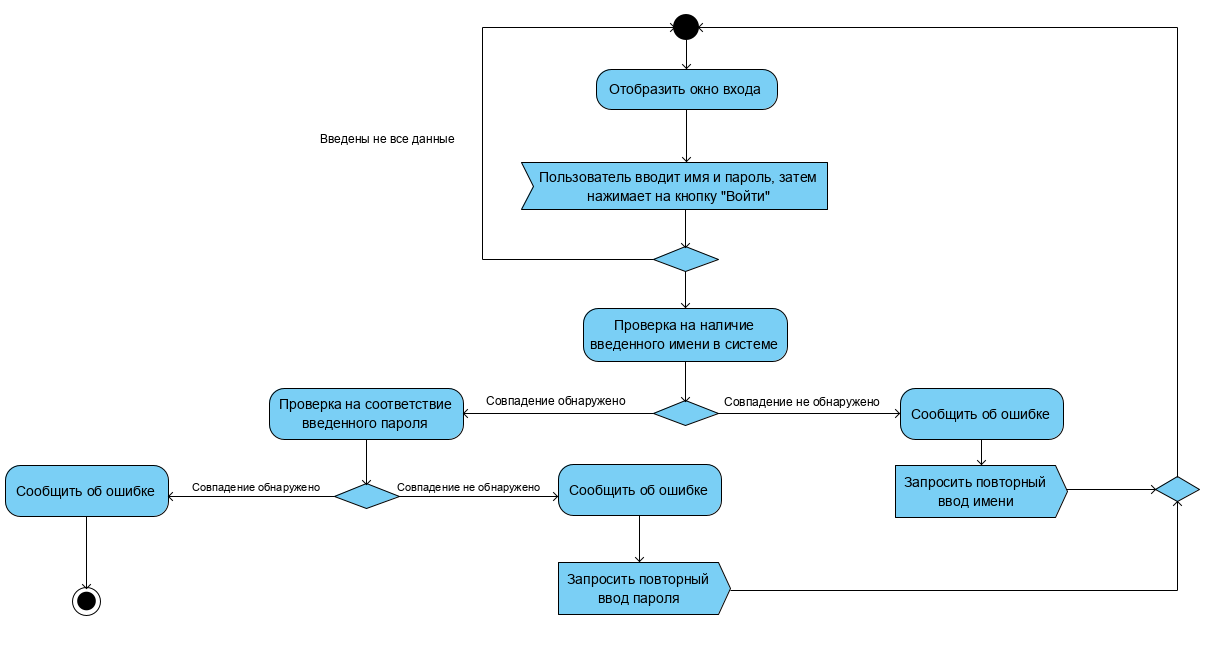 Отобразить окно входа
Введены не все данные
Пользователь вводит имя и пароль, затем
нажимает на кнопку "Войти"
Проверка на наличие
введенного имени в системе
Совпадение обнаружено
Совпадение не обнаружено
Проверка на соответствие
введенного пароля
Сообщить об ошибке
Сообщить об ошибке
Совпадение обнаружено
Совпадение не обнаружено
Сообщить об ошибке
Запросить повторный
ввод имени
Запросить повторный
ввод пароля